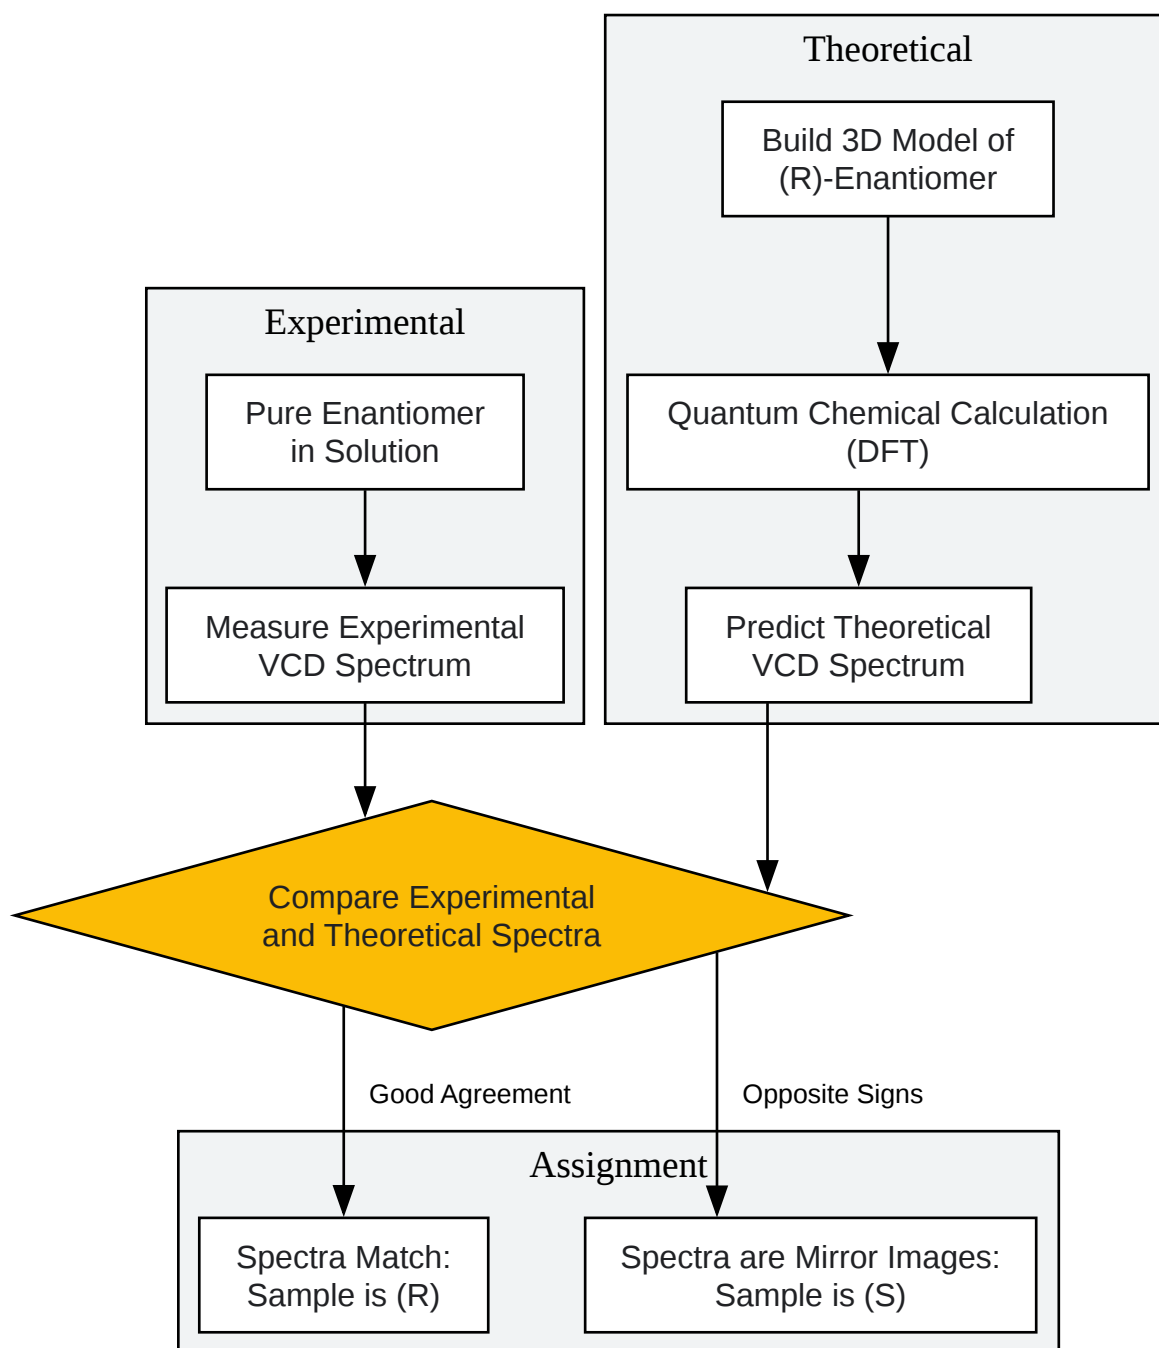 Theoretical
Build 3D Model of
(R)-Enantiomer
Experimental
Pure Enantiomer
in Solution
Quantum Chemical Calculation
(DFT)
Measure Experimental
VCD Spectrum
Predict Theoretical
VCD Spectrum
Compare Experimental
and Theoretical Spectra
Good Agreement
Opposite Signs
Assignment
Spectra Match:
Sample is (R)
Spectra are Mirror Images:
Sample is (S)